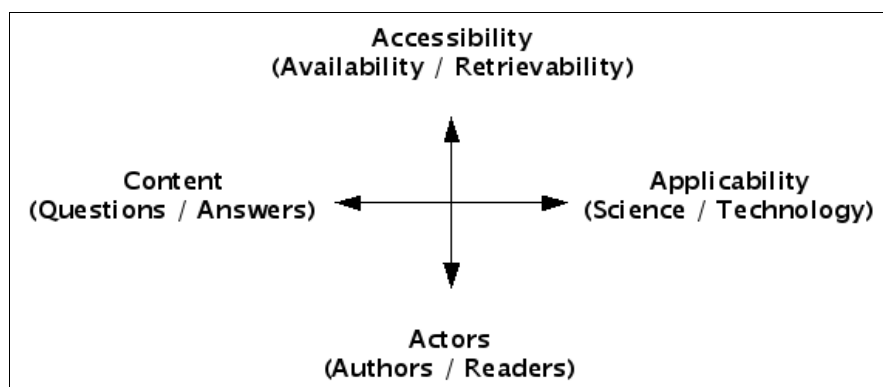 Accessibility
(Availability / Retrievability)
Content
(Questions / Answers)
Applicability
(Science / Technology)
Actors
(Authors / Readers)